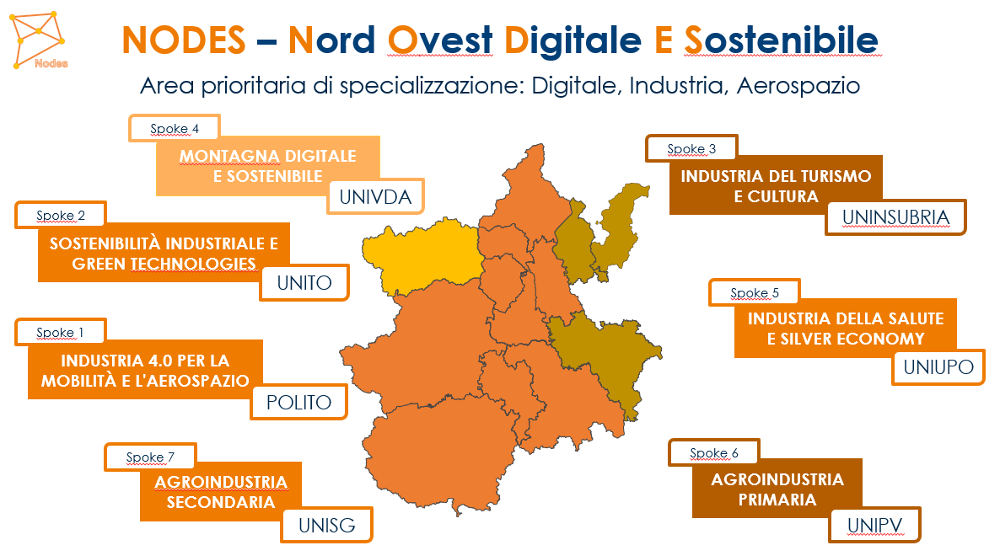 Nodes
NODES – Nord Ovest Digitale E Sostenibile
Area prioritaria di specializzazione: Digitale, Industria, Aerospazio
Spoke 4
MONTAGNA DIGITALE
E SOSTENIBILE
UNIVDA
Spoke 3
INDUSTRIA DEL TURISMO
E CULTURA
UNINSUBRIA
Spoke 2
SOSTENIBILITÀ INDUSTRIALE E
GREEN TECHNOLOGIES
UNITO
Spoke 5
INDUSTRIA DELLA SALUTE
E SILVER ECONOMY
UNIUPO
Spoke 1
INDUSTRIA 4.0 PER LA
MOBILITÀ E L'AEROSPAZIO
POLITO
Spoke 7
AGROINDUSTRIA
SECONDARIA
UNISG
Spoke 6
AGROINDUSTRIA
PRIMARIA
UNIPV